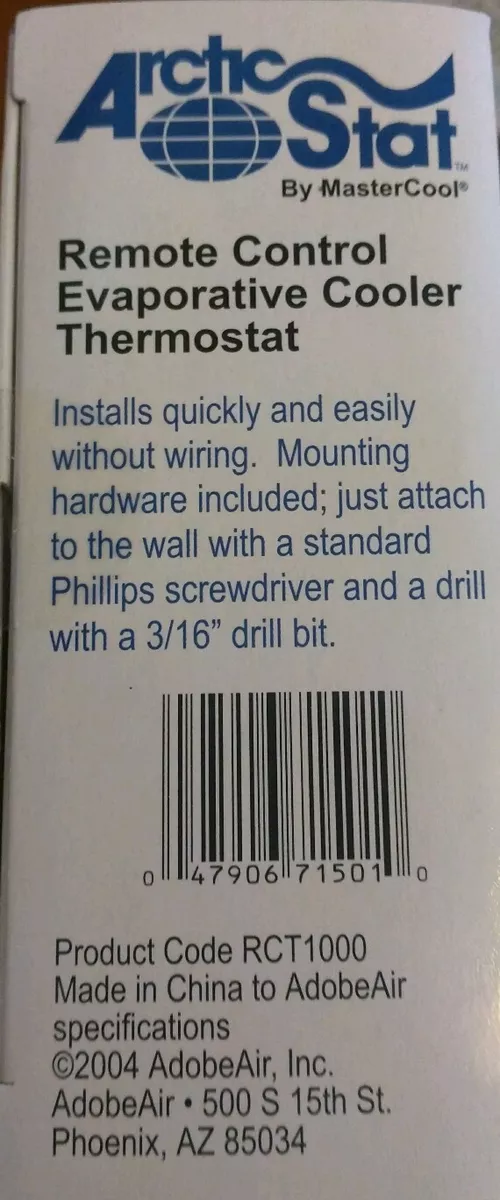 Arctic
Stat™
By MasterCool®
Remote Control
Evaporative Cooler
Thermostat
Installs quickly and easily
without wiring. Mounting
hardware included; just attach
to the wall with a standard
Phillips screwdriver and a drill
with a 3/16” drill bit.
0 47906 71501 0
Product Code RCT1000
Made in China to AdobeAir
specifications
©2004 AdobeAir, Inc.
AdobeAir • 500 S 15th St.
Phoenix, AZ 85034